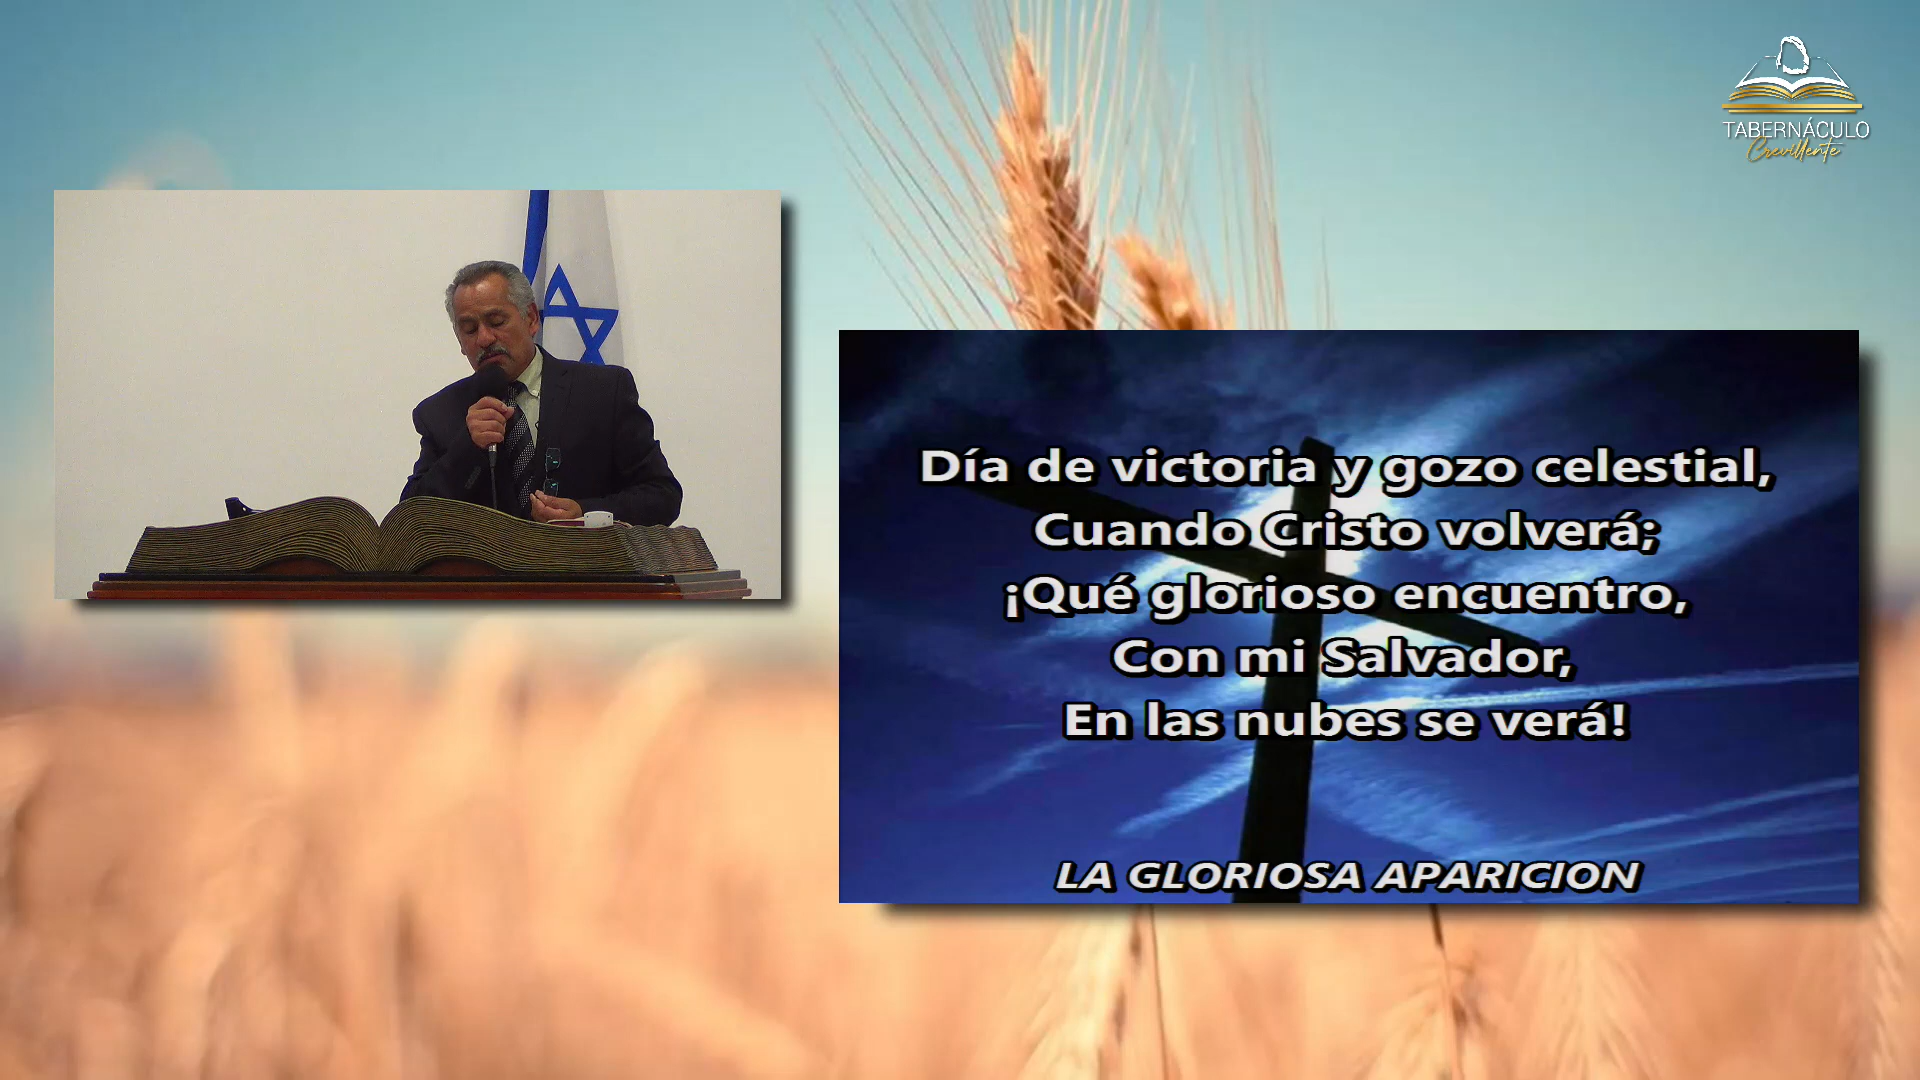 TABERNÁCULO
Crevillente
Día de victoria y gozo celestial,
Cuando Cristo volverá;
¡Qué glorioso encuentro,
Con mi Salvador,
En las nubes se verá!
LA GLORIOSA APARICION